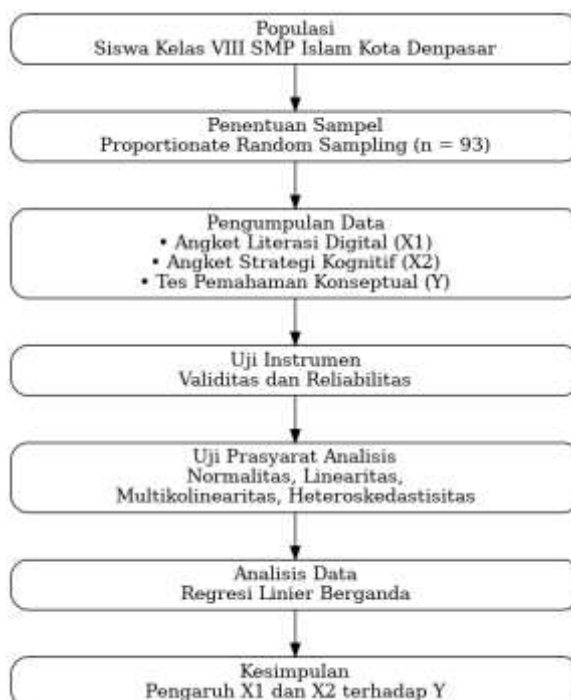 Populasi
Siswa Kelas VIII SMP Islam Kota Denpasar
Penentuan Sampel
Proportionate Random Sampling (n = 93)
Pengumpulan Data
• Angket Literasi Digital (X1)
• Angket Strategi Kognitif (X2)
• Tes Pemahaman Konseptual (Y)
Uji Instrumen
Validitas dan Reliabilitas
Uji Prasyarat Analisis
Normalitas, Linearitas,
Multikolinearitas, Heteroskedastisitas
Analisis Data
Regresi Linier Berganda
Kesimpulan
Pengaruh X1 dan X2 terhadap Y